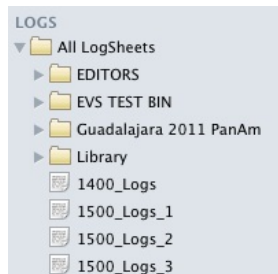 LOGS
All LogSheets
EDITORS
EVS TEST BIN
Guadalajara 2011 PanAm
Library
1400_Logs
1500_Logs_1
1500_Logs_2
1500_Logs_3